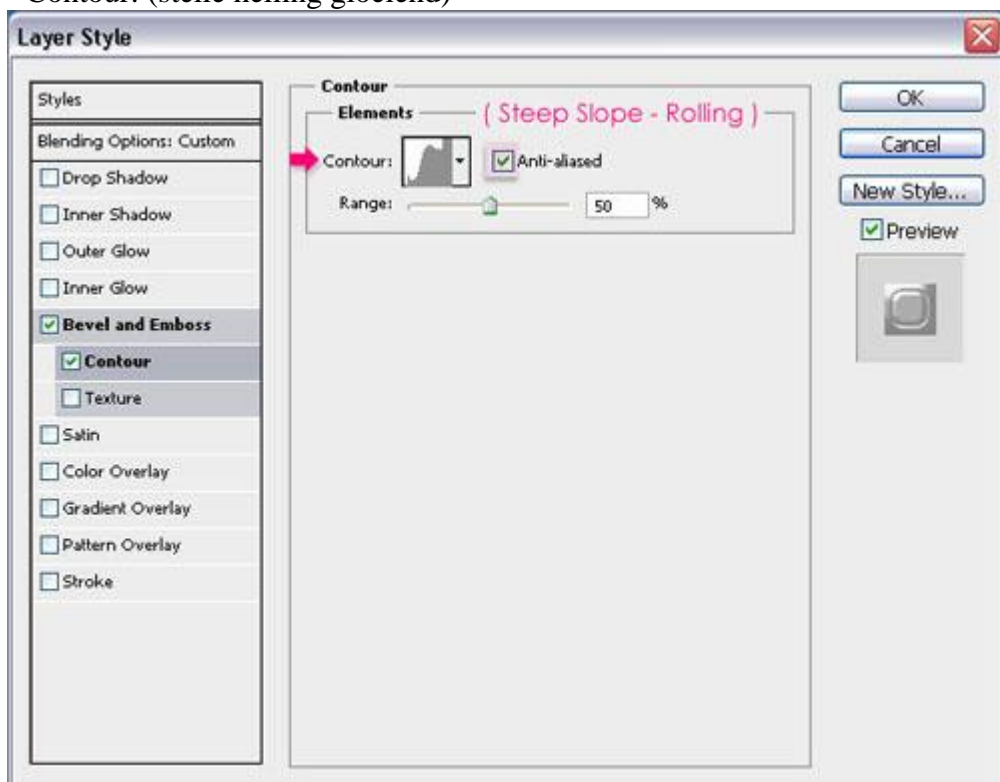 Contour: (steile helling gloeiend)
Layer Style
Styles
Blending Options: Custom
Drop Shadow
Inner Shadow
Outer Glow
Inner Glow
Bevel and Emboss
Contour
Texture
Satin
Color Overlay
Gradient Overlay
Pattern Overlay
Stroke
Contour
Elements
( Steep Slope - Rolling )
Contour:
Anti-aliased
Range:
50
%
OK
Cancel
New Style...
Preview